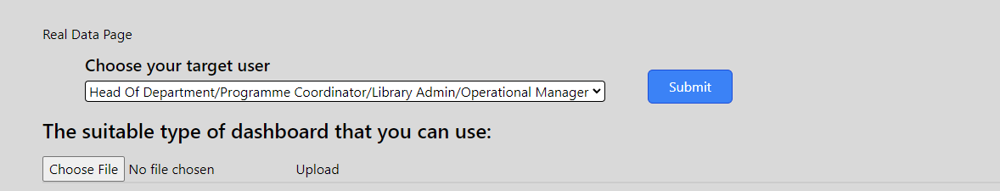 Real Data Page
Choose your target user
Head Of Department/Programme Coordinator/Library Admin/Operational Manager
Submit
The suitable type of dashboard that you can use:
Choose File No file chosen Upload